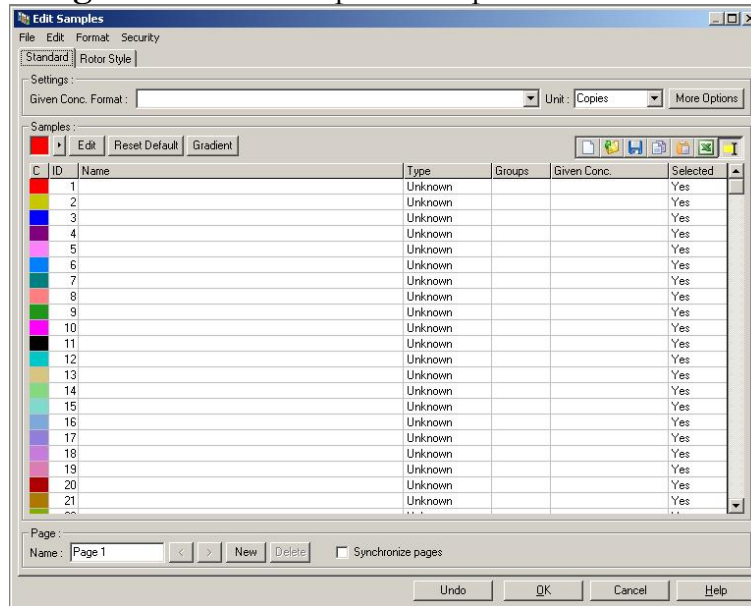 Edit Samples
File Edit Format Security
Standard Rotor Style
Settings :
Given Conc. Format : Unit : Copies More Options
Samples :
Edit Reset Default Gradient
C ID Name Type Groups Given Conc. Selected
1 Unknown Yes
2 Unknown Yes
3 Unknown Yes
4 Unknown Yes
5 Unknown Yes
6 Unknown Yes
7 Unknown Yes
8 Unknown Yes
9 Unknown Yes
10 Unknown Yes
11 Unknown Yes
12 Unknown Yes
13 Unknown Yes
14 Unknown Yes
15 Unknown Yes
16 Unknown Yes
17 Unknown Yes
18 Unknown Yes
19 Unknown Yes
20 Unknown Yes
21 Unknown Yes
Page :
Name : Page 1 < > New Delete Synchronize pages
Undo OK Cancel Help